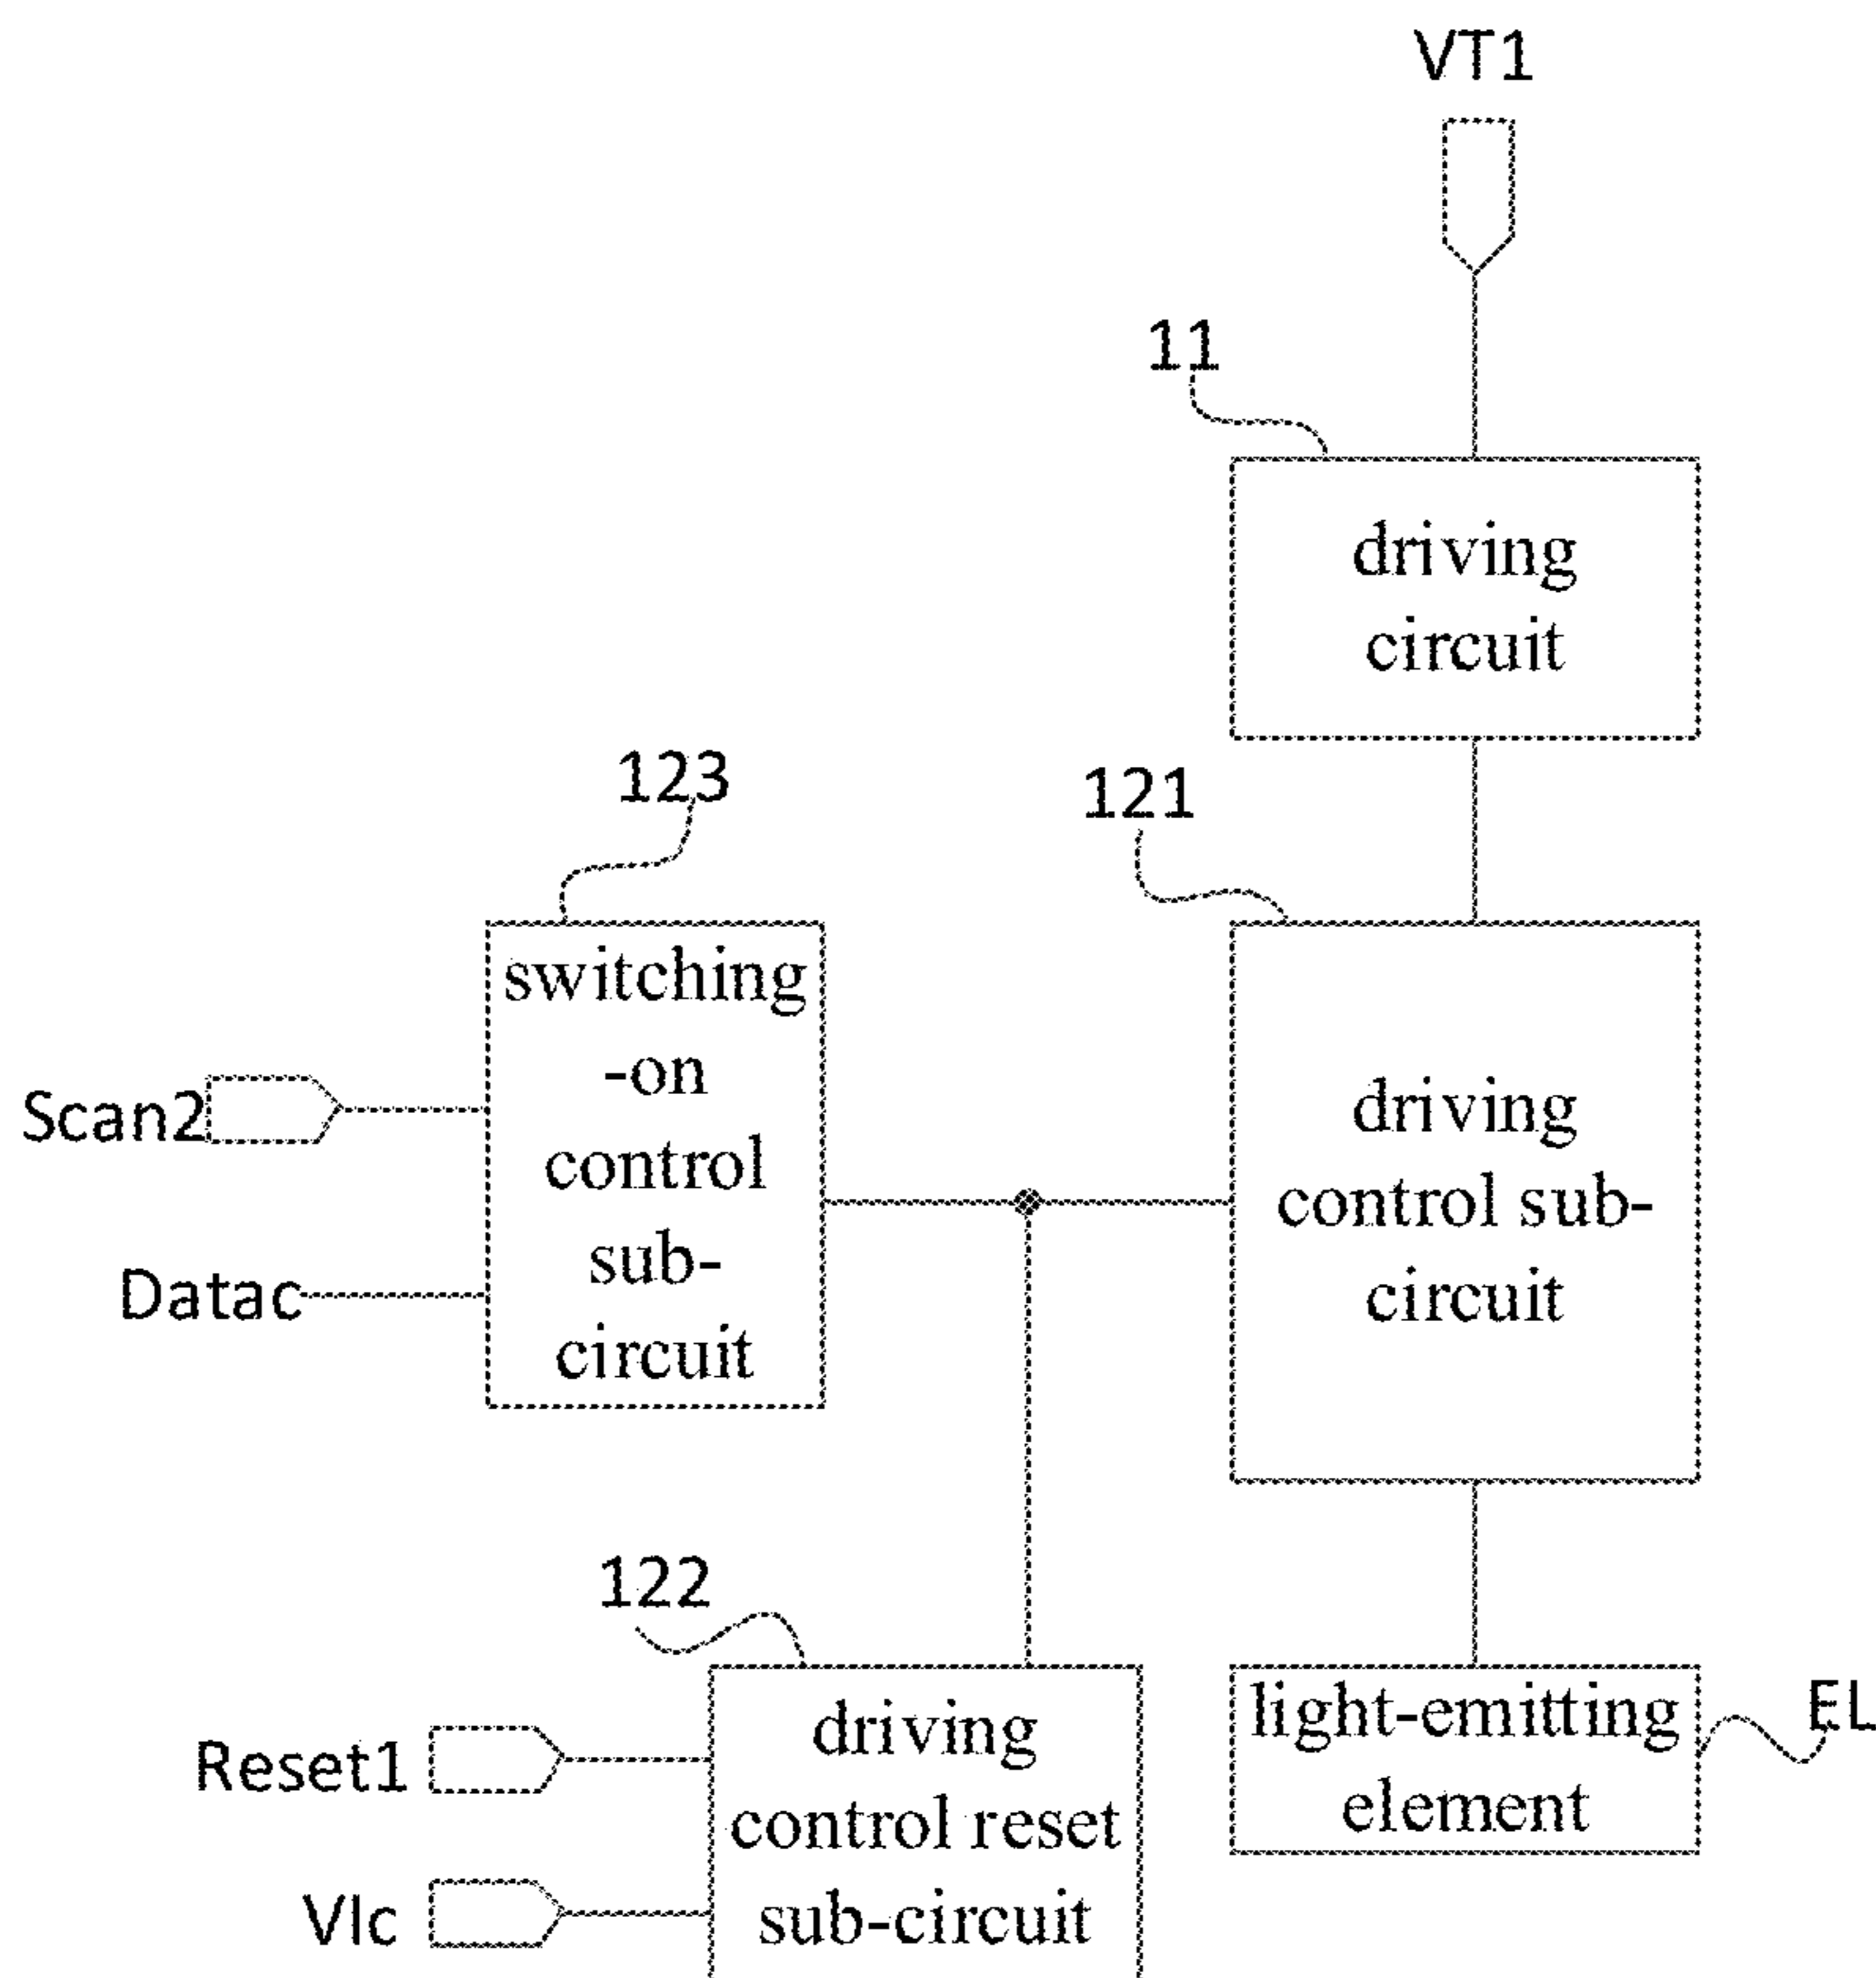 VT1
11
driving
circuit
123
121
switching
-on
control
sub-
circuit
Scan2
Datac
driving
control sub-
circuit
122
Reset1
VIc
driving
control reset
sub-circuit
light-emitting
element
EL